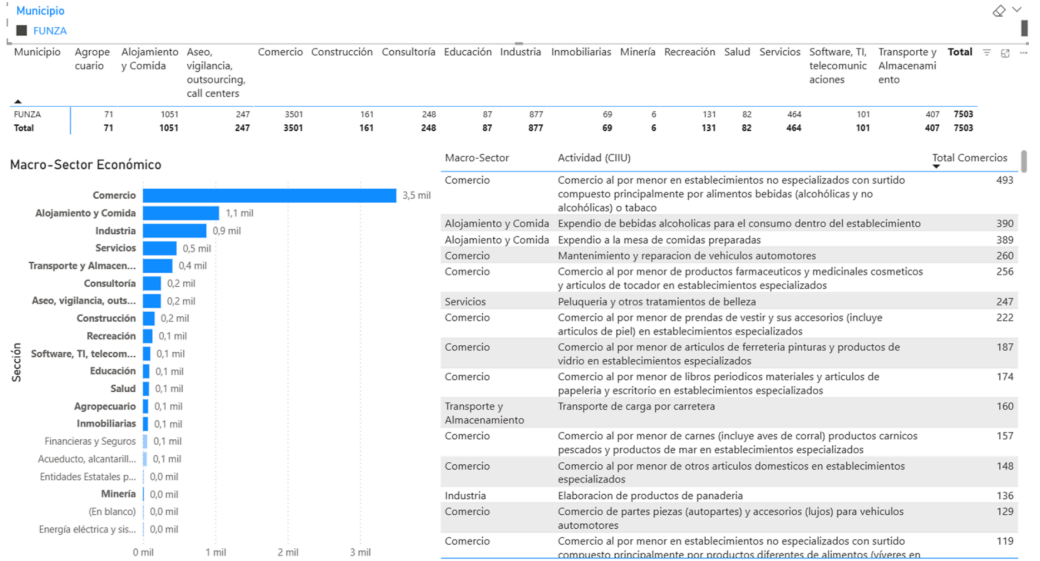 Municipio
FUNZA
Municipio Agrope Alojamiento Aseo, Comercio Construcción Consultoría Educación Industria Inmobiliarias Minería Recreación Salud Servicios Software, TI, Transporte y Total
cuario y Comida vigilancia, telecomunic Almacenami
outsourcing, aciones ento
call centers
FUNZA 71 1051 247 3501 161 248 87 877 69 6 131 82 464 101 407 7503
Total 71 1051 247 3501 161 248 87 877 69 6 131 82 464 101 407 7503
Macro-Sector Económico
Sección
Comercio 3,5 mil
Alojamiento y Comida 1,1 mil
Industria 0,9 mil
Servicios 0,5 mil
Transporte y Almacen... 0,4 mil
Consultoría 0,2 mil
Aseo, vigilancia, outs... 0,2 mil
Construcción 0,2 mil
Recreación 0,1 mil
Software, TI, telecom... 0,1 mil
Educación 0,1 mil
Salud 0,1 mil
Agropecuario 0,1 mil
Inmobiliarias 0,1 mil
Financieras y Seguros 0,1 mil
Acueducto, alcantarill... 0,1 mil
Entidades Estatales p... 0,0 mil
Minería 0,0 mil
(En blanco) 0,0 mil
Energía eléctrica y sis... 0,0 mil
0 mil 1 mil 2 mil 3 mil
Macro-Sector Actividad (CIIU) Total Comercios
Comercio Comercio al por menor en establecimientos no especializados con surtido 493
compuesto principalmente por alimentos bebidas (alcohólicas y no
alcohólicas) o tabaco
Alojamiento y Comida Expendio de bebidas alcoholicas para el consumo dentro del establecimiento 390
Alojamiento y Comida Expendio a la mesa de comidas preparadas 389
Comercio Mantenimiento y reparacion de vehiculos automotores 260
Comercio Comercio al por menor de productos farmaceuticos y medicinales cosmeticos 256
y articulos de tocador en establecimientos especializados
Servicios Peluqueria y otros tratamientos de belleza 247
Comercio Comercio al por menor de prendas de vestir y sus accesorios (incluye 222
articulos de piel) en establecimientos especializados
Comercio Comercio al por menor de articulos de ferreteria pinturas y productos de 187
vidrio en establecimientos especializados
Comercio Comercio al por menor de libros periodicos materiales y articulos de 174
papeleria y escritorio en establecimientos especializados
Transporte y Transporte de carga por carretera 160
Almacenamiento
Comercio Comercio al por menor de carnes (incluye aves de corral) productos carnicos 157
pescados y productos de mar en establecimientos especializados
Comercio Comercio al por menor de otros articulos domesticos en establecimientos 148
especializados
Industria Elaboracion de productos de panaderia 136
Comercio Comercio de partes piezas (autopartes) y accesorios (lujos) para vehiculos 129
automotores
Comercio Comercio al por menor en establecimientos no especializados con surtido 119
compuesto principalmente por productos diferentes de alimentos (víveres en